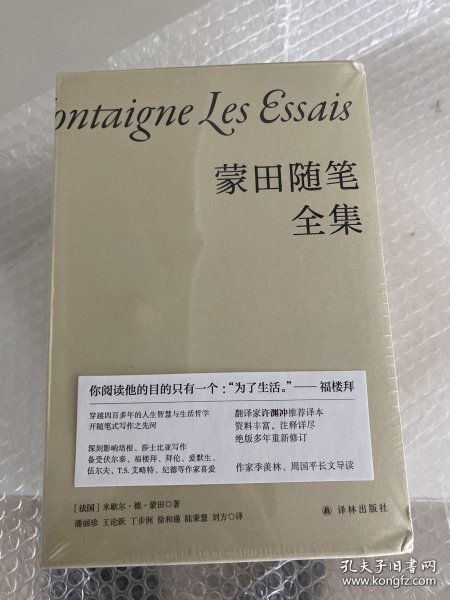 ontaigne Les Essais
蒙田随笔
全集
你阅读他的目的只有一个：“为了生活。”——福楼拜
穿越四百多年的人生智慧与生活哲学
开随笔式写作之先河
深刻影响培根、莎士比亚写作
备受伏尔泰、福楼拜、拜伦、爱默生、
伍尔夫、T.S.艾略特、纪德等作家喜爱
翻译家许渊冲推荐译本
资料丰富，注释详尽
绝版多年重新修订
作家季羡林、周国平长文导读
［法国］米歇尔·德·蒙田 著
潘丽珍 王论跃 丁步洲 徐和瑾 陆秉慧 刘方 译
译林出版社
孔夫子旧书网
www.kongfz.com